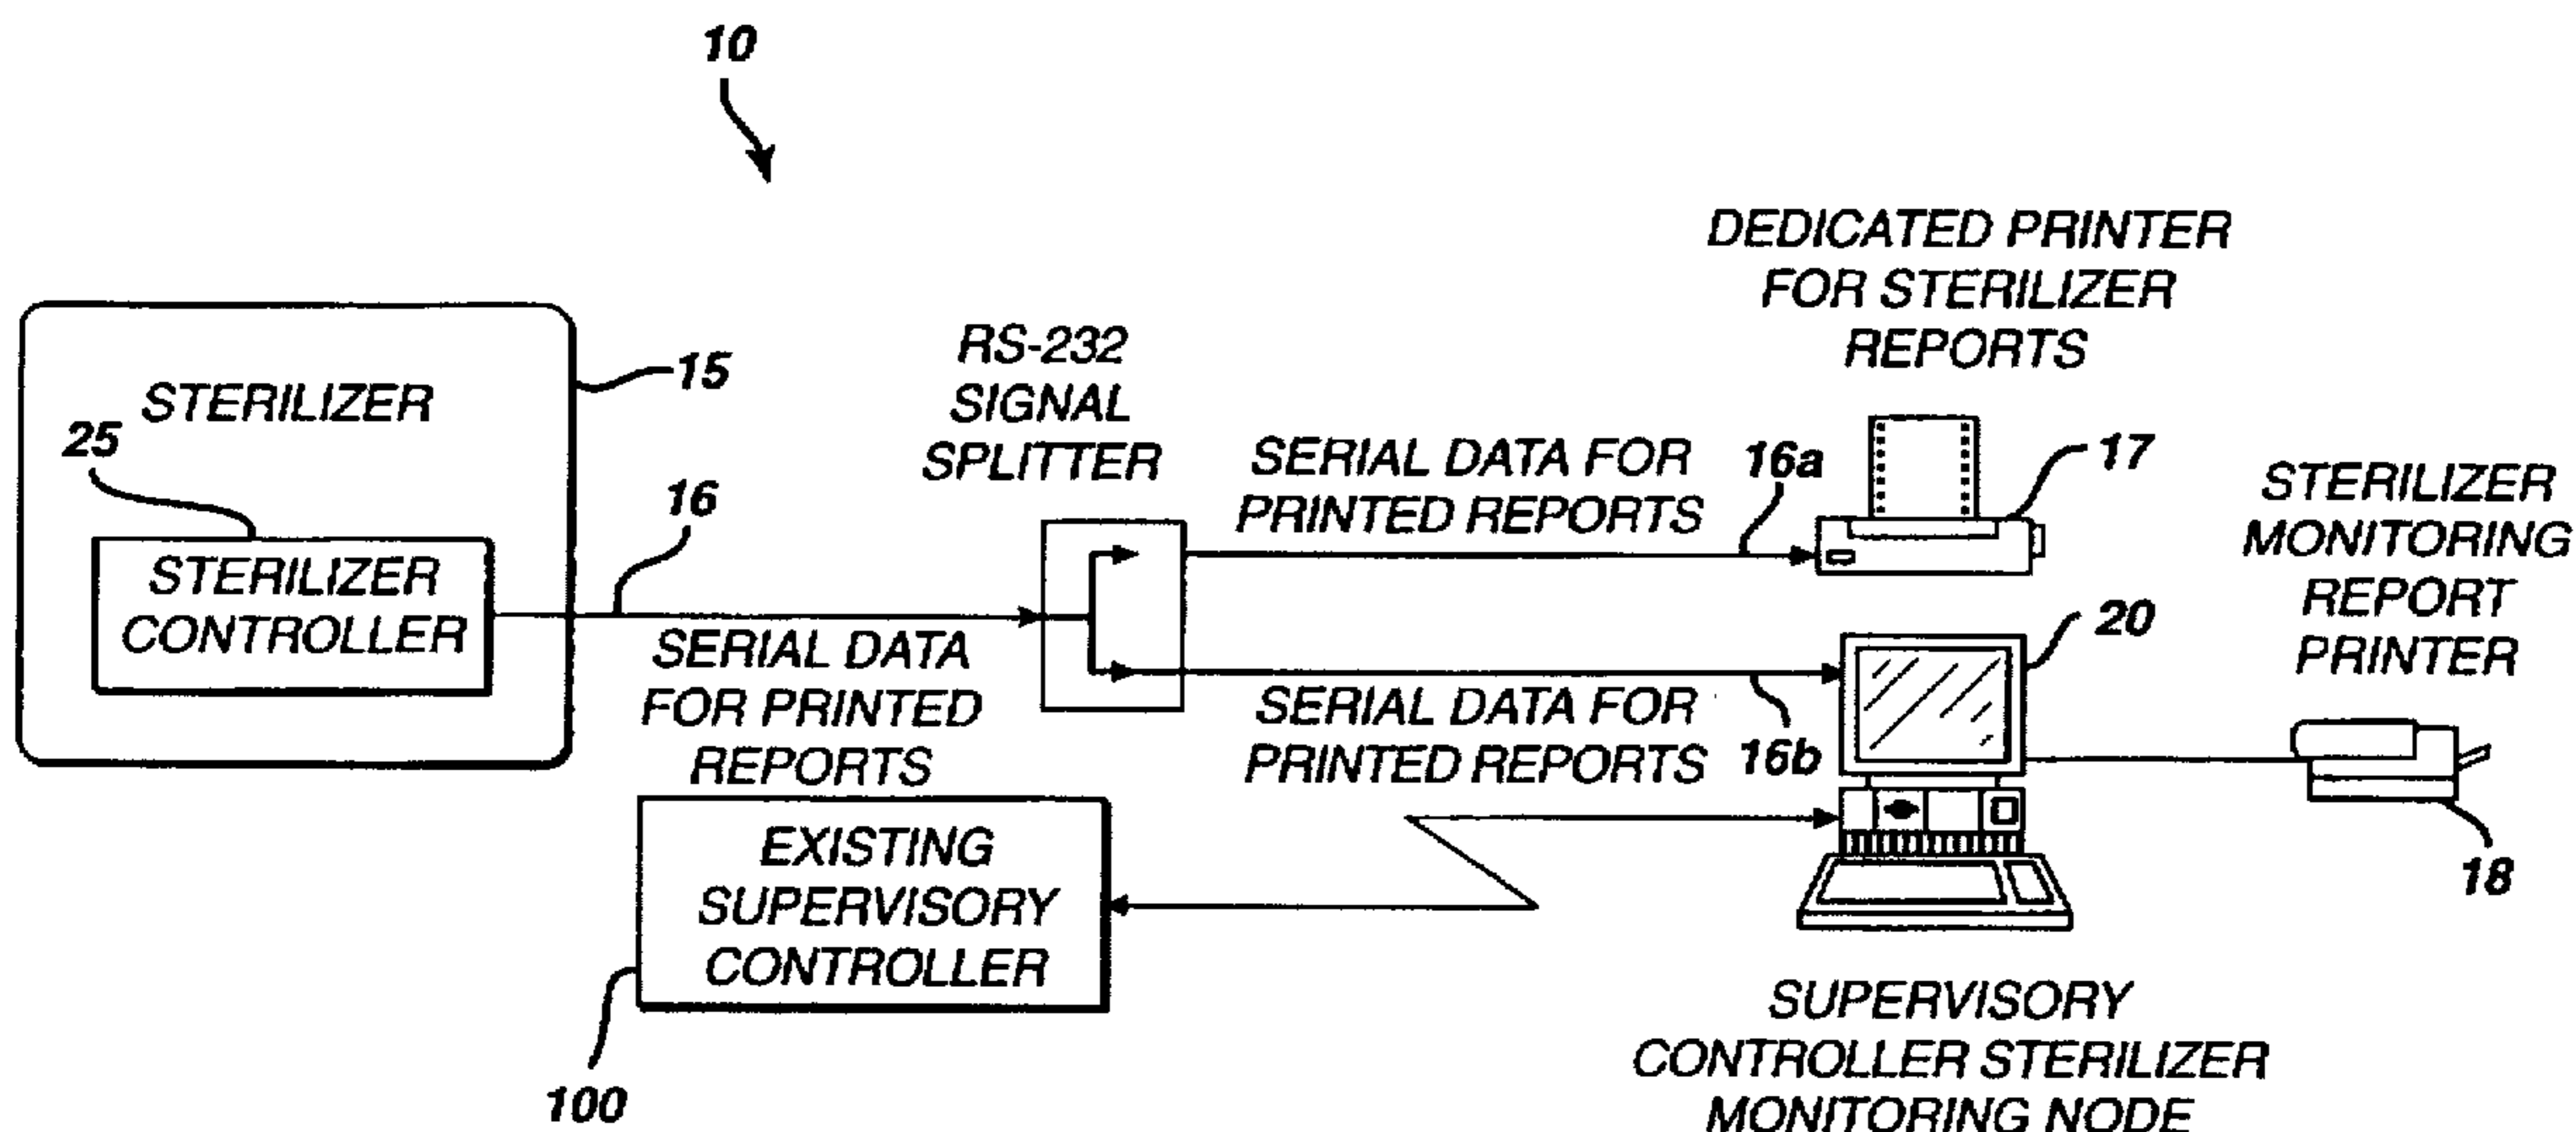 10
DEDICATED PRINTER
FOR STERILIZER
REPORTS
STERILIZER
15
25
STERILIZER
CONTROLLER
16
SERIAL DATA
FOR PRINTED
REPORTS
RS-232
SIGNAL
SPLITTER
SERIAL DATA FOR
PRINTED REPORTS
16a
17
SERIAL DATA FOR
PRINTED REPORTS
16b
20
STERILIZER
MONITORING
REPORT
PRINTER
18
EXISTING
SUPERVISORY
CONTROLLER
100
SUPERVISORY
CONTROLLER STERILIZER
MONITORING NODE